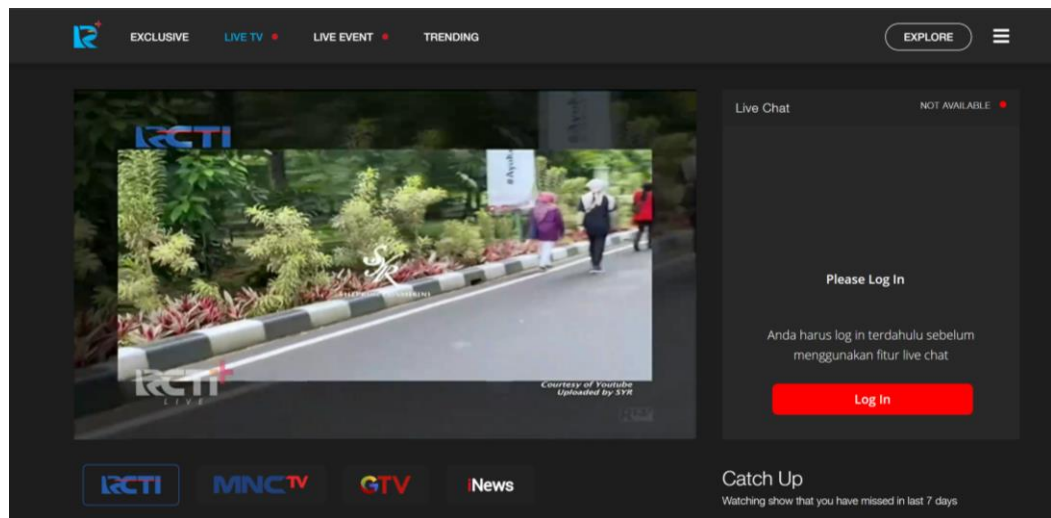 R+
EXCLUSIVE
LIVE TV
LIVE EVENT
TRENDING
EXPLORE
RCTI
#Ayok
SR
RCTI+
LIVE
Courtesy of Youtube
Uploaded by SYR
Live Chat
NOT AVAILABLE
Please Log In
Anda harus log in terdahulu sebelum
menggunakan fitur live chat
Log In
RCTI
MNCTV
GTV
iNews
Catch Up
Watching show that you have missed in last 7 days